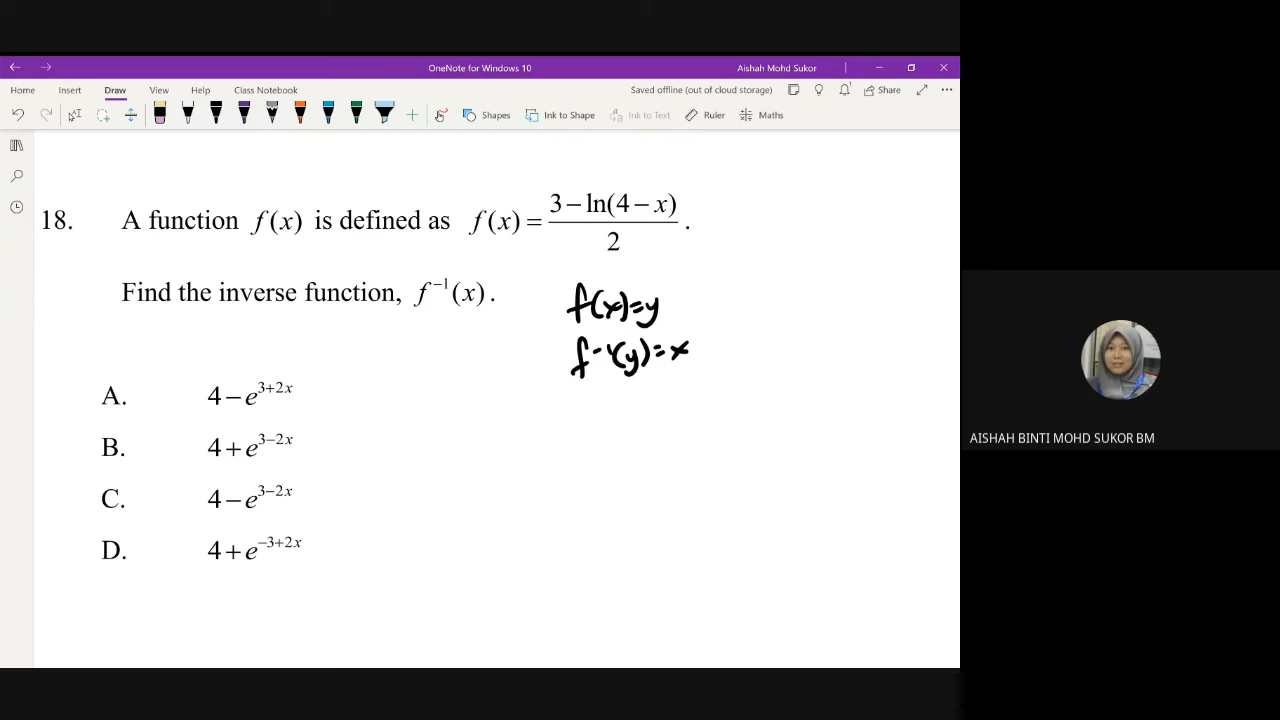 OneNote for Windows 10
Aishah Mohd Sukor
Home Insert Draw View Help Class Notebook
Saved offline (out of cloud storage)
Share
Shapes Ink to Shape Ink to Text Ruler Maths
18. A function f(x) is defined as f(x) = \frac{3 − ln(4 − x)}{2}.
Find the inverse function, f⁻¹(x).
f(x)=y
f⁻¹(y)=x
A. 4 − e^{3+2x}
B. 4 + e^{3−2x}
C. 4 − e^{3−2x}
D. 4 + e^{−3+2x}
AISHAH BINTI MOHD SUKOR BM